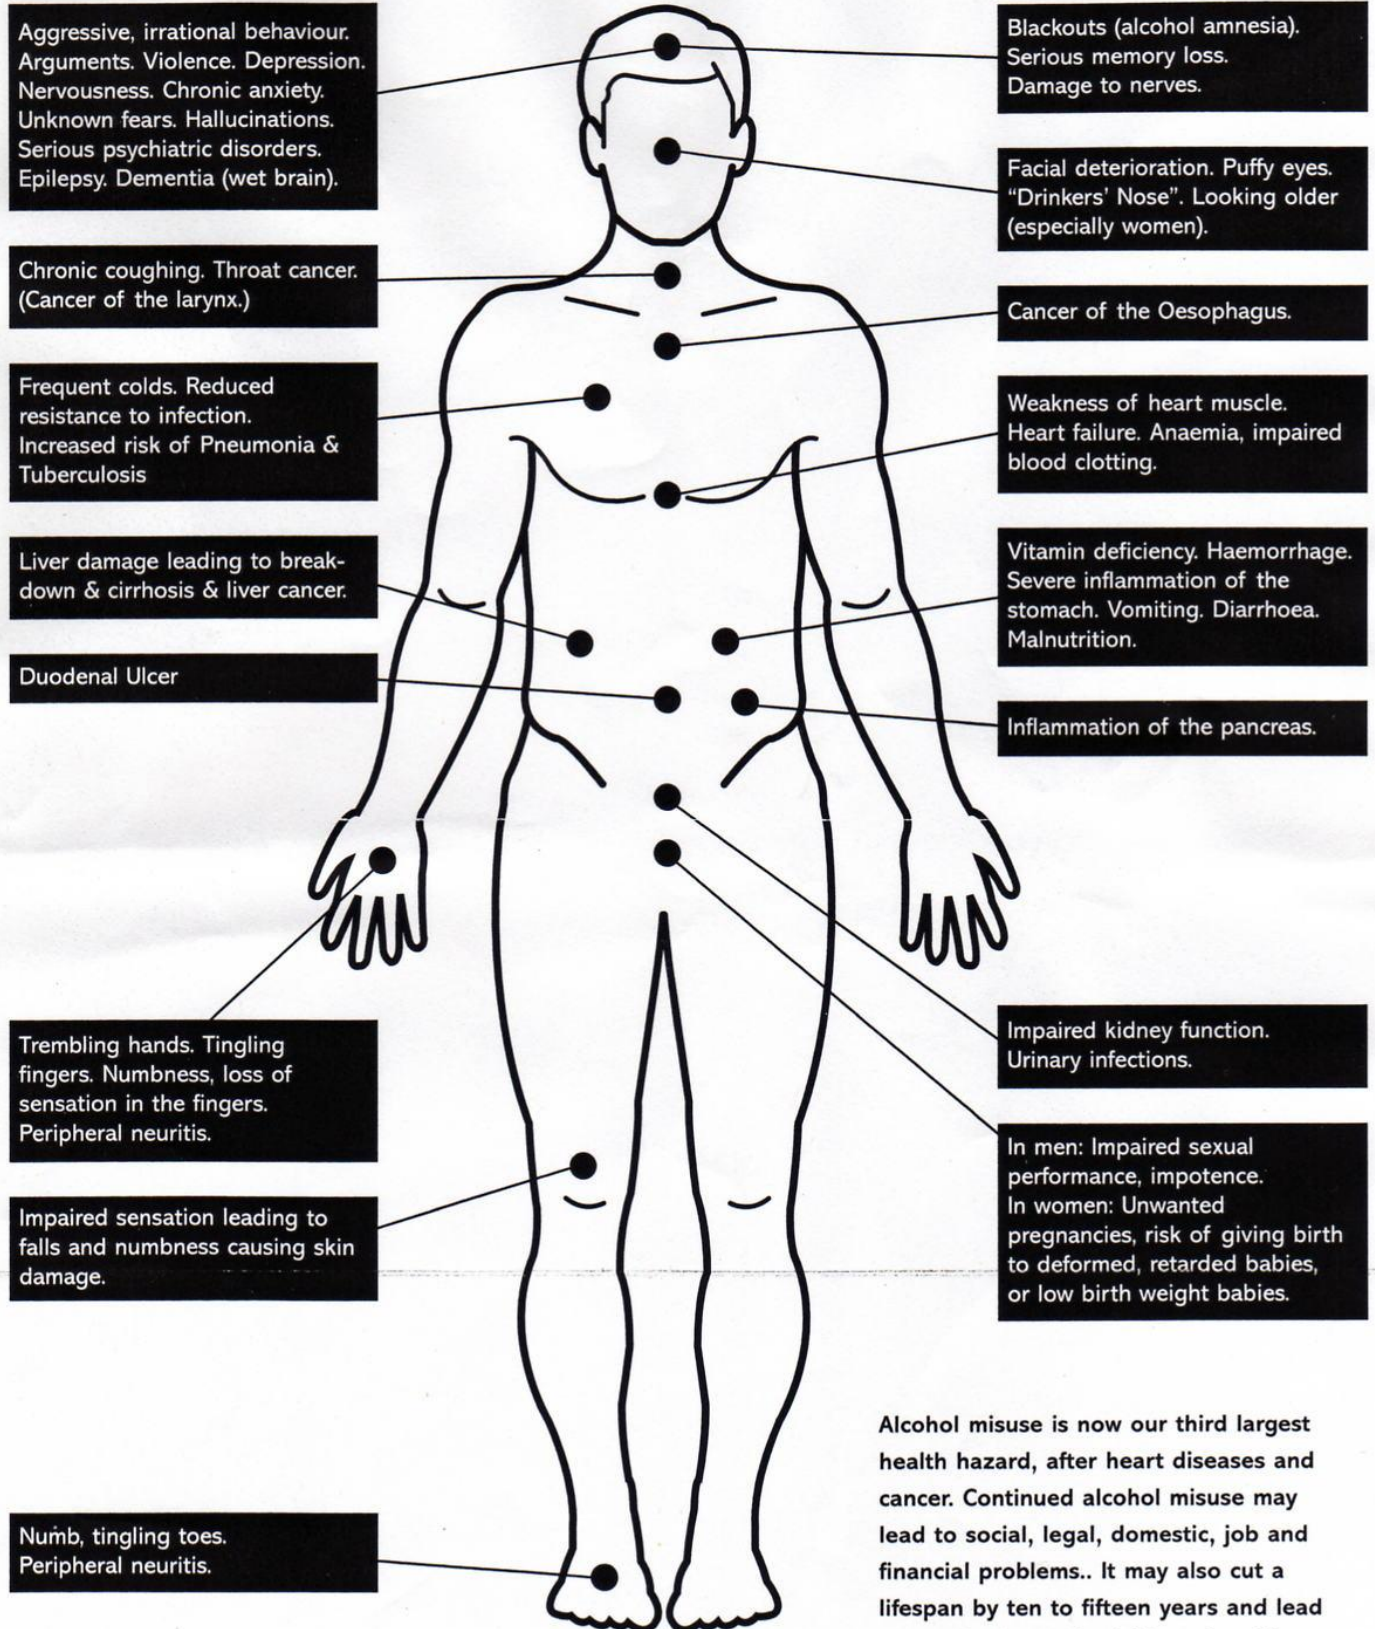 Aggressive, irrational behaviour.
Arguments. Violence. Depression.
Nervousness. Chronic anxiety.
Unknown fears. Hallucinations.
Serious psychiatric disorders.
Epilepsy. Dementia (wet brain).
Blackouts (alcohol amnesia).
Serious memory loss.
Damage to nerves.
Facial deterioration. Puffy eyes.
“Drinkers’ Nose”. Looking older
(especially women).
Chronic coughing. Throat cancer.
(Cancer of the larynx.)
Cancer of the Oesophagus.
Frequent colds. Reduced
resistance to infection.
Increased risk of Pneumonia &
Tuberculosis
Weakness of heart muscle.
Heart failure. Anaemia, impaired
blood clotting.
Liver damage leading to break-
down & cirrhosis & liver cancer.
Vitamin deficiency. Haemorrhage.
Severe inflammation of the
stomach. Vomiting. Diarrhoea.
Malnutrition.
Duodenal Ulcer
Inflammation of the pancreas.
Trembling hands. Tingling
fingers. Numbness, loss of
sensation in the fingers.
Peripheral neuritis.
Impaired kidney function.
Urinary infections.
Impaired sensation leading to
falls and numbness causing skin
damage.
In men: Impaired sexual
performance, impotence.
In women: Unwanted
pregnancies, risk of giving birth
to deformed, retarded babies,
or low birth weight babies.
Numb, tingling toes.
Peripheral neuritis.
Alcohol misuse is now our third largest
health hazard, after heart diseases and
cancer. Continued alcohol misuse may
lead to social, legal, domestic, job and
financial problems.. It may also cut a
lifespan by ten to fifteen years and lead